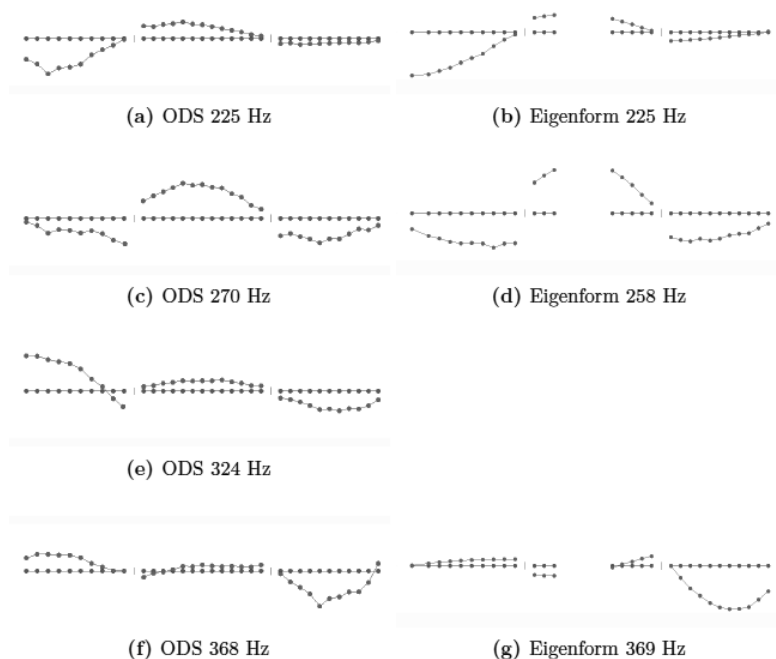 (a) ODS 225 Hz
(b) Eigenform 225 Hz
(c) ODS 270 Hz
(d) Eigenform 258 Hz
(e) ODS 324 Hz
(f) ODS 368 Hz
(g) Eigenform 369 Hz